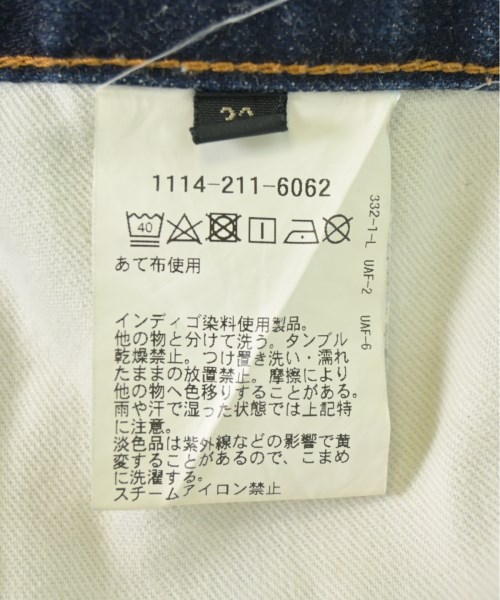 1114-211-6062
40
あて布使用
インディゴ染料使用製品。
他の物と分けて洗う。タンブル
乾燥禁止。つけ置き洗い・濡れ
たままの放置禁止。摩擦により
他の物へ色移りすることがある。
雨や汗で湿った状態では上記特
に注意。
淡色品は紫外線などの影響で黄
変することがあるので、こまめ
に洗濯する。
スチームアイロン禁止
332-1-L UAF-2 UAF-6